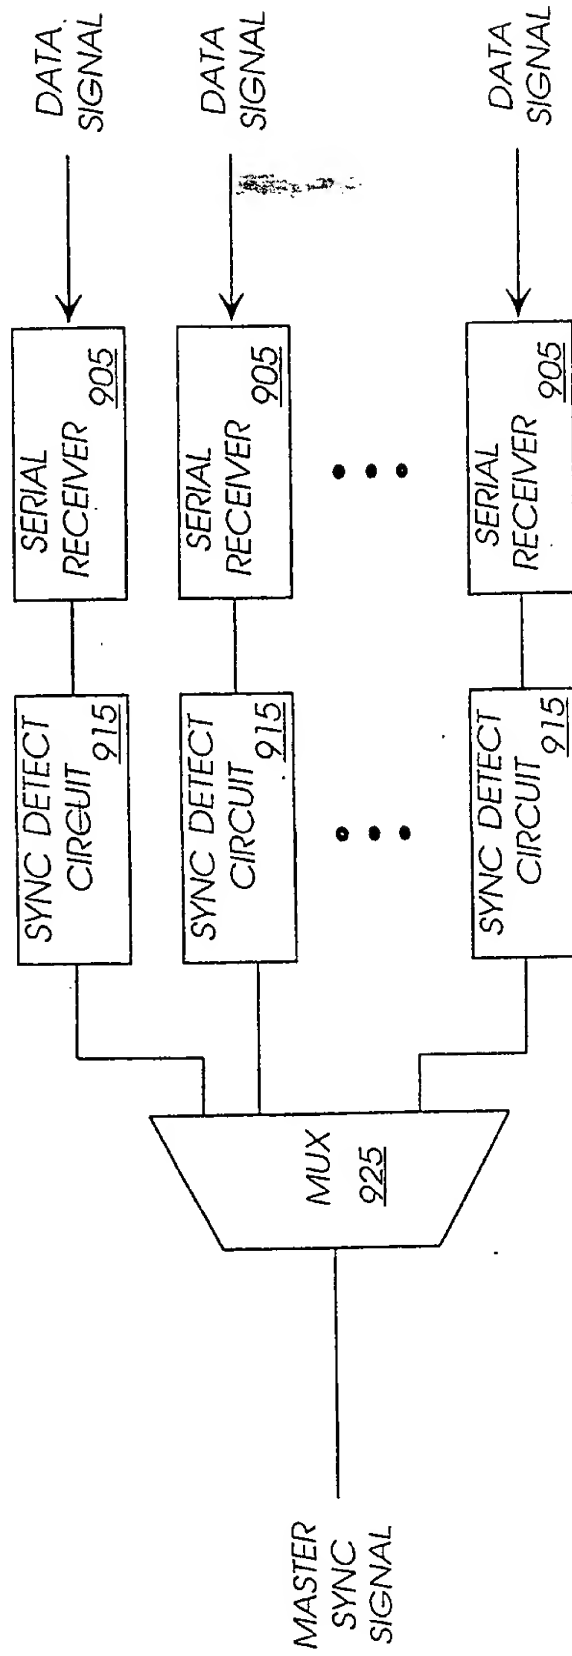 DATA
SIGNAL
DATA
SIGNAL
DATA
SIGNAL
SERIAL
RECEIVER
905
SERIAL
RECEIVER
905
SERIAL
RECEIVER
905
SYNC DETECT
CIRCUIT
915
SYNC DETECT
CIRCUIT
915
SYNC DETECT
CIRCUIT
915
MUX
925
MASTER
SYNC
SIGNAL